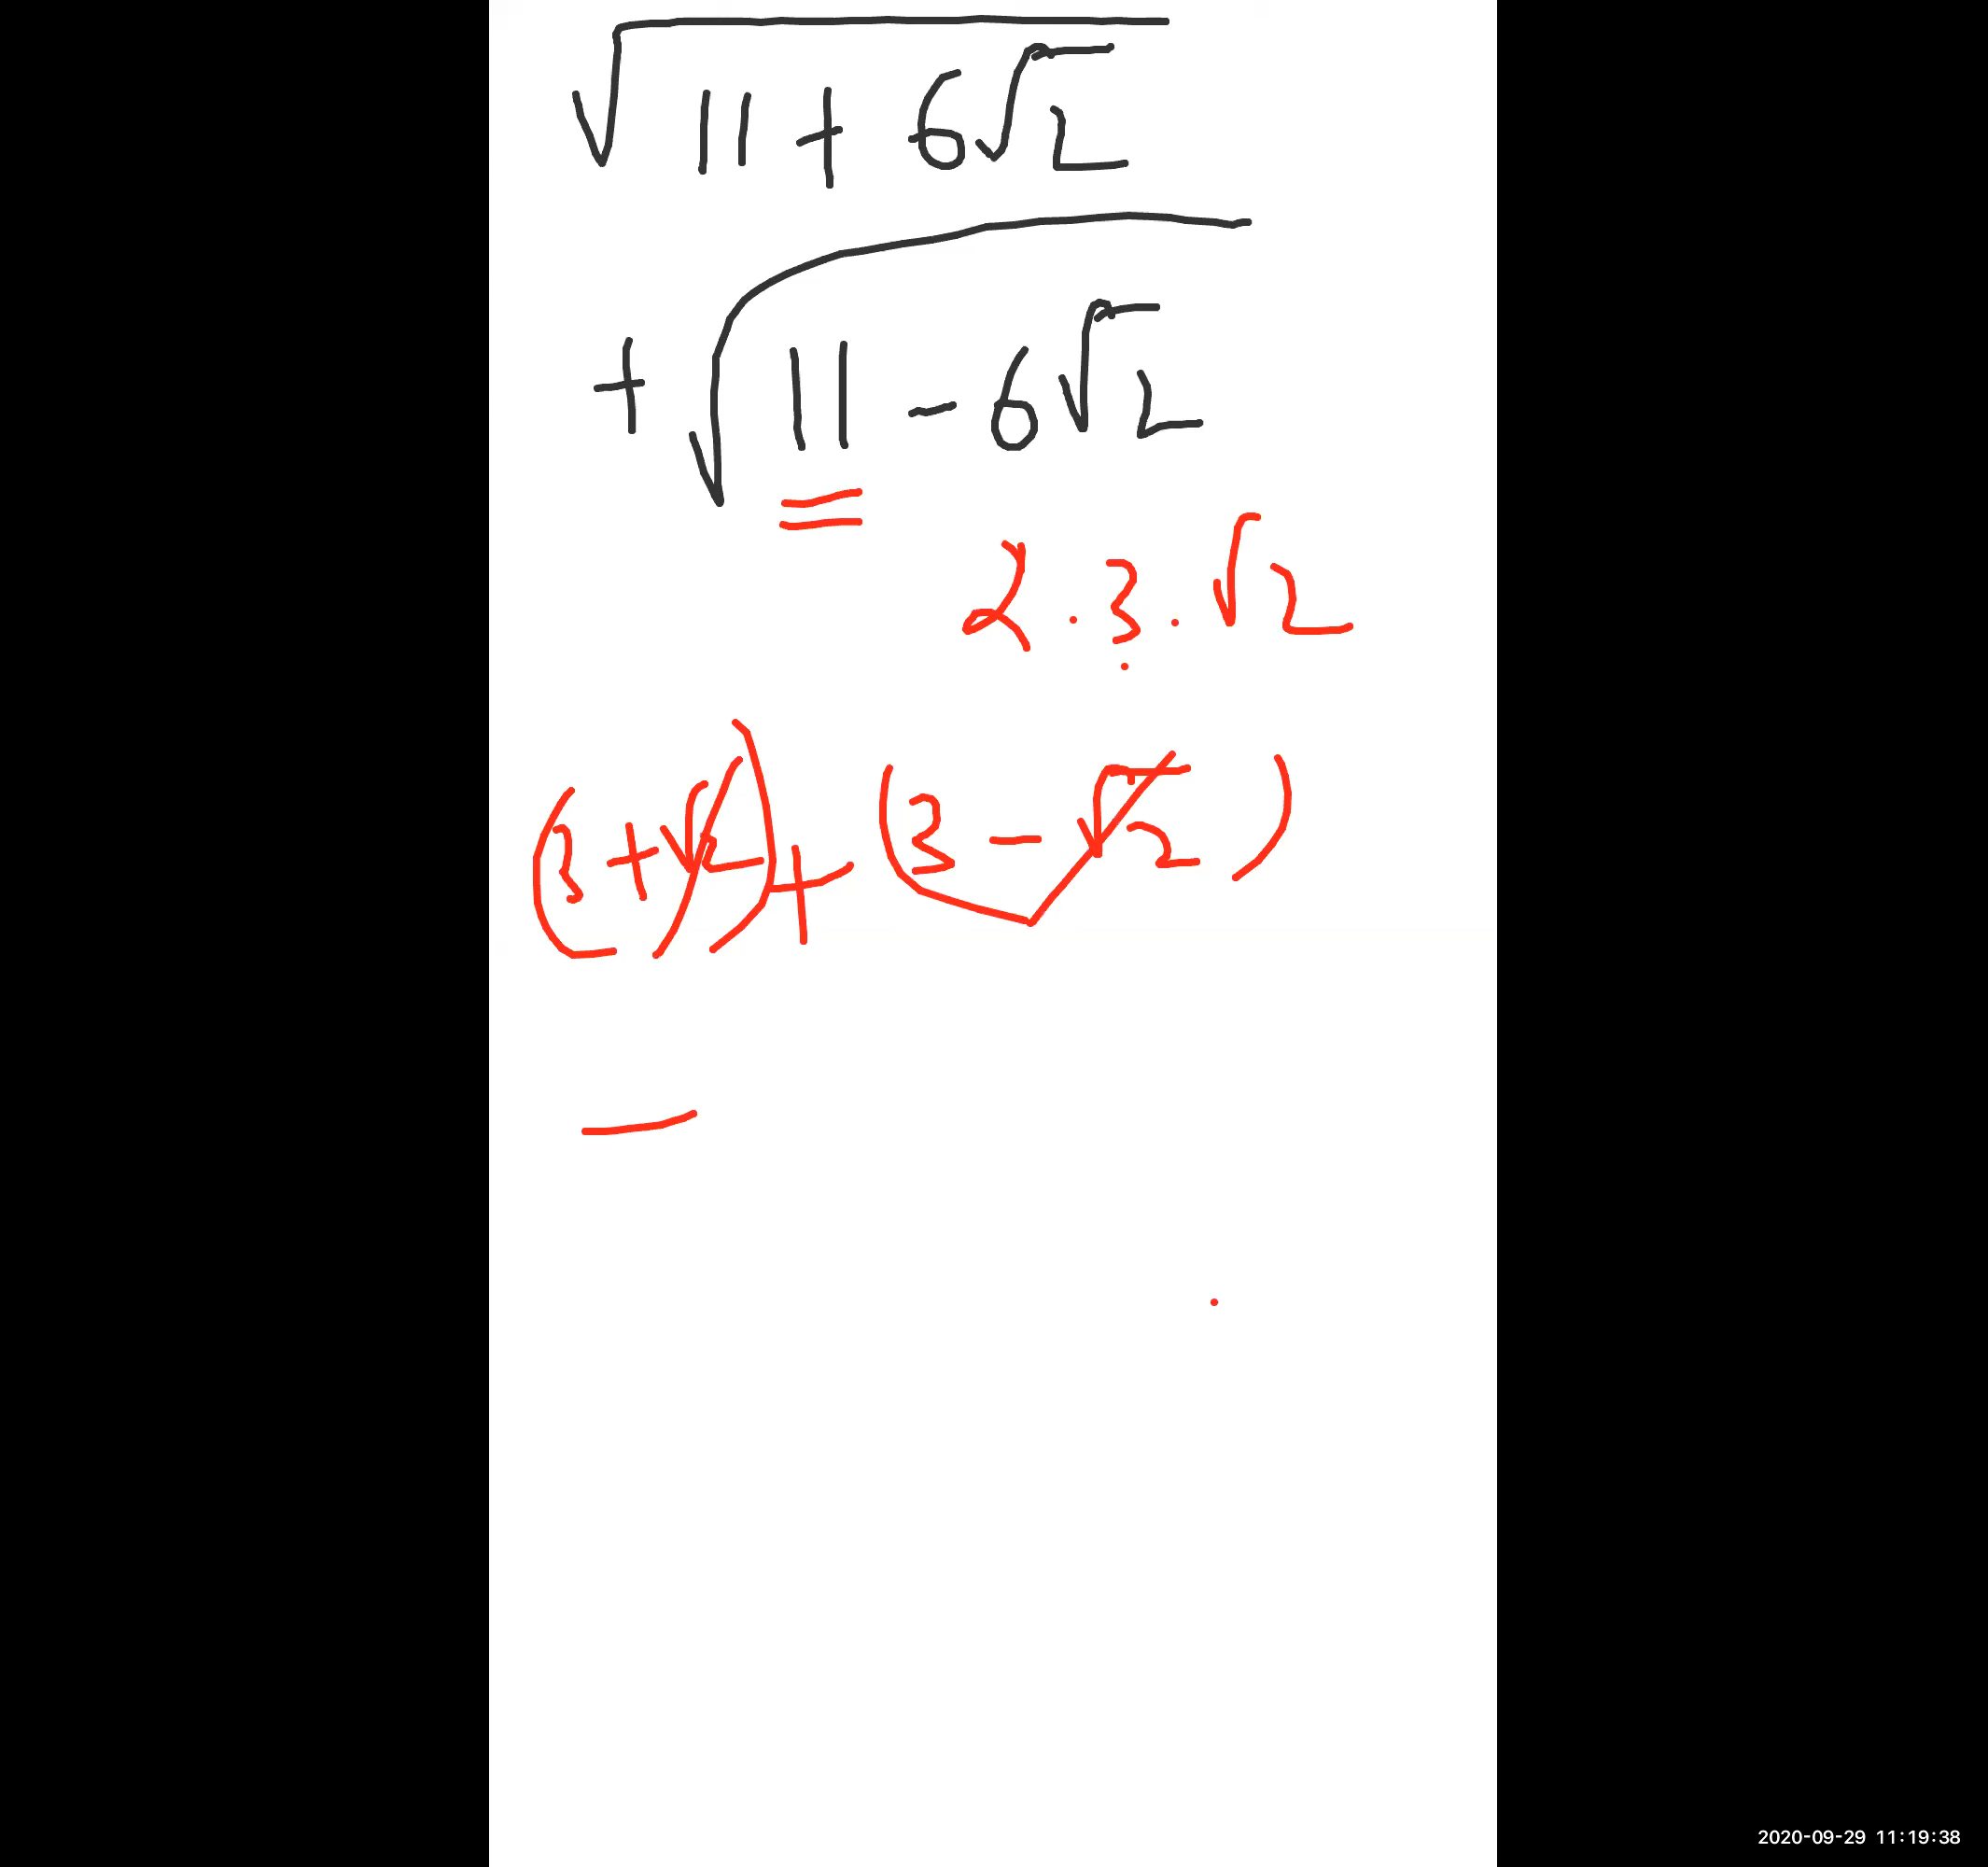 √(11 + 6√2)
+ √(11 - 6√2)
2 . 3 . √2
(3 + √2) + (3 - √2)
2020-09-29 11:19:38